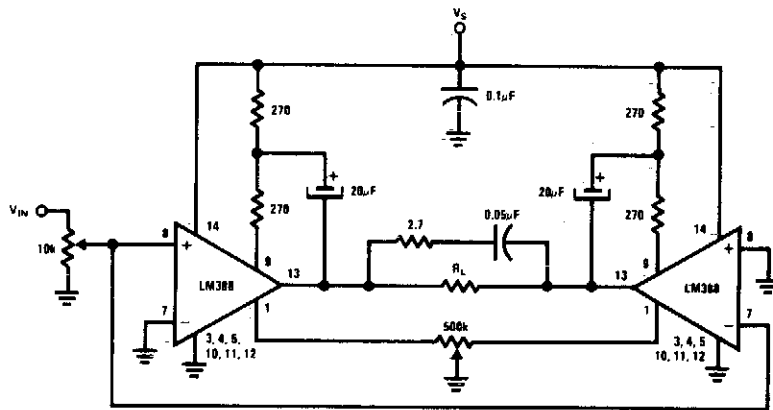 V_S
270
0.1μF
270
+
20μF
+
20μF
V_IN
10k
270
270
2.7
0.05μF
8
14
+
9
13
LM388
R_L
13
9
14
8
+
LM388
7
−
1
500k
1
7
−
3, 4, 5,
10, 11, 12
3, 4, 5,
10, 11, 12